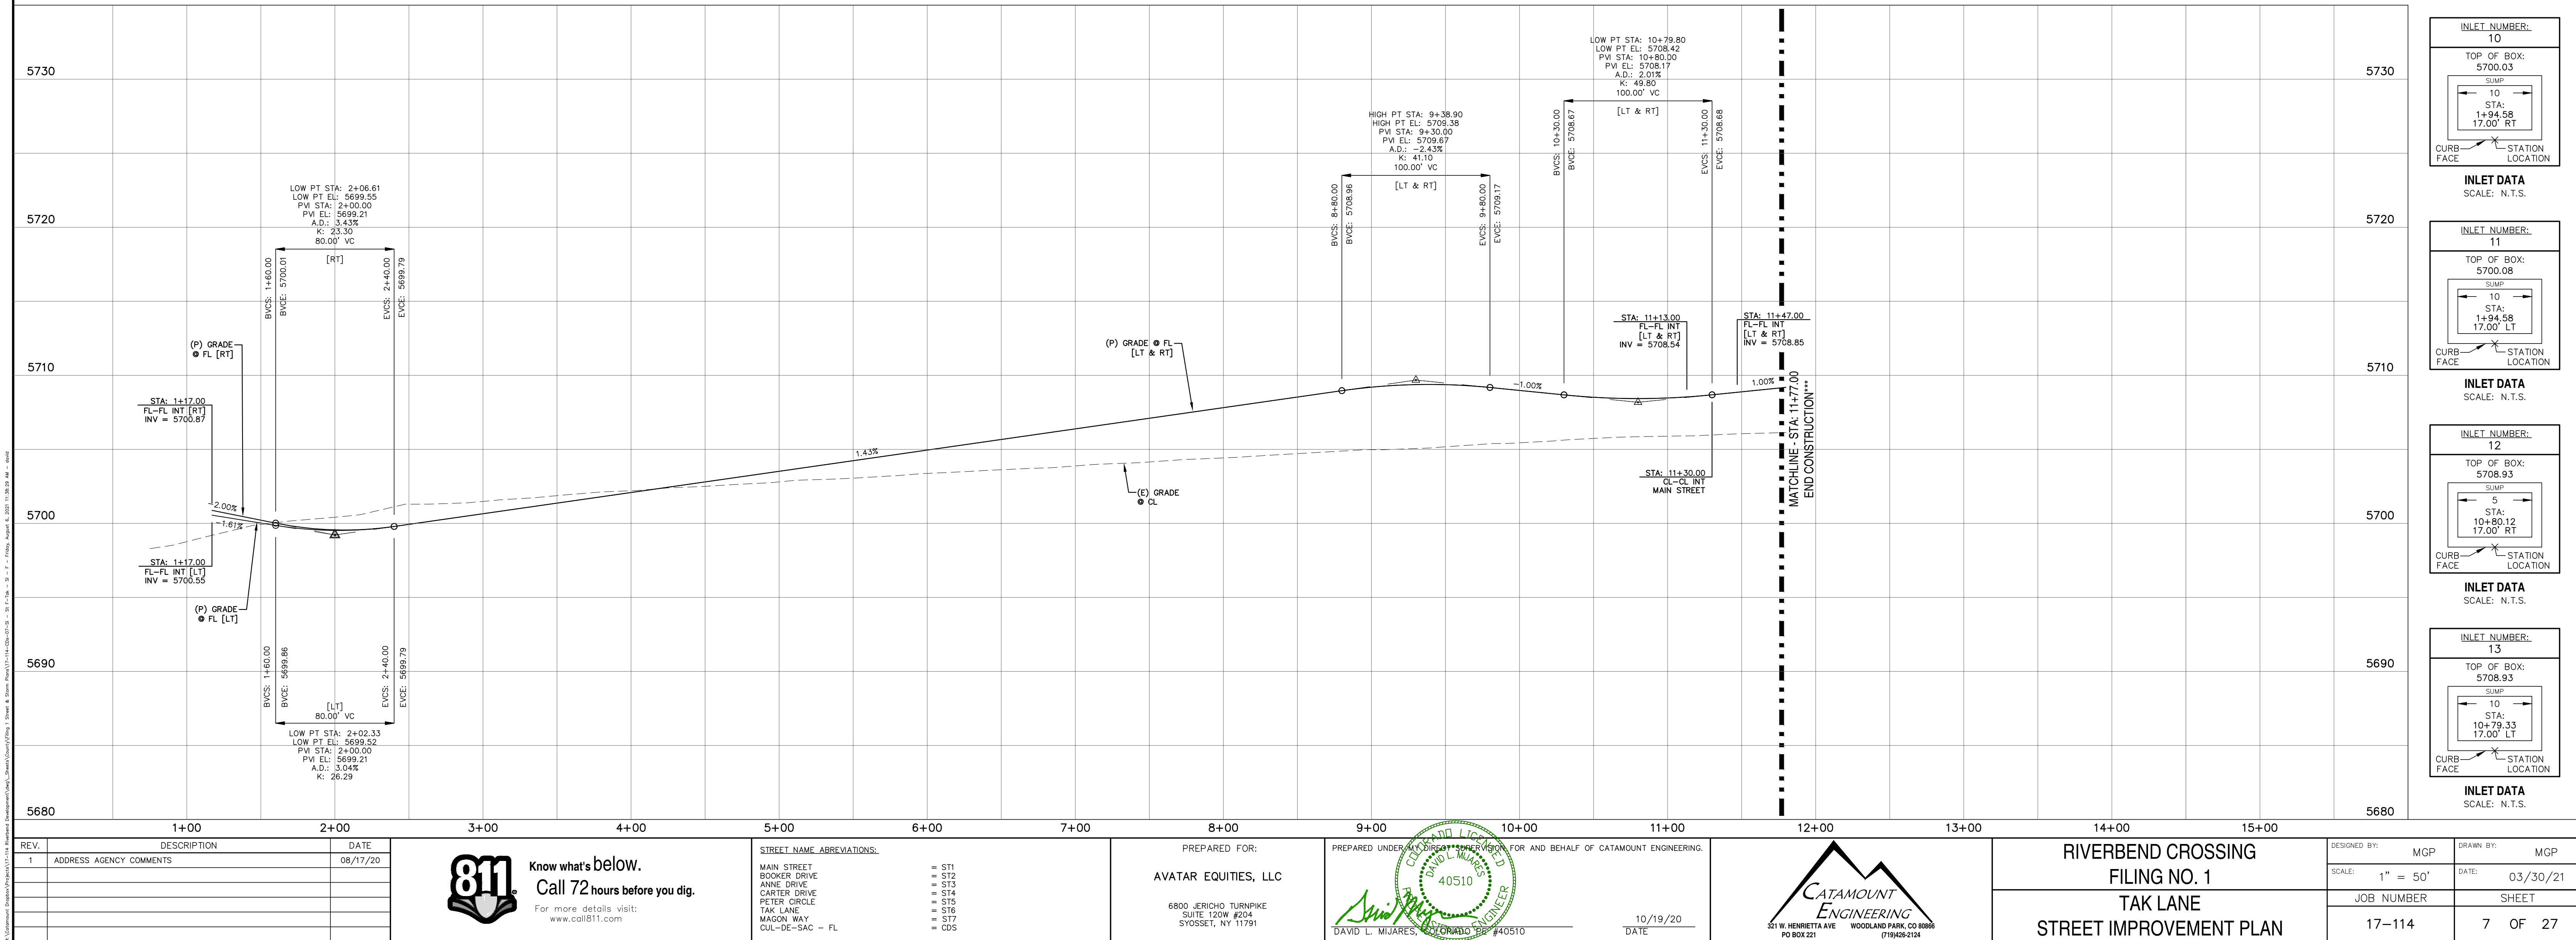 5730
5720
5710
5700
5690
5680
5730
5720
5710
5700
5690
5680
LOW PT STA: 2+06.61
LOW PT EL: 5699.55
PVI STA: 2+00.00
PVI EL: 5699.21
A.D.: 3.43%
K: 23.30
80.00' VC
[RT]
BVCS: 1+60.00
BVCE: 5700.01
EVCS: 2+40.00
EVCE: 5699.79
(P) GRADE
@ FL [RT]
STA: 1+17.00
FL-FL INT [RT]
INV = 5700.87
-2.00%
-1.61%
STA: 1+17.00
FL-FL INT [LT]
INV = 5700.55
(P) GRADE
@ FL [LT]
BVCS: 1+60.00
BVCE: 5699.86
EVCS: 2+40.00
EVCE: 5699.79
[LT]
80.00' VC
LOW PT STA: 2+02.33
LOW PT EL: 5699.52
PVI STA: 2+00.00
PVI EL: 5699.21
A.D.: 3.04%
K: 26.29
1.43%
(P) GRADE @ FL
[LT & RT]
(E) GRADE
@ CL
HIGH PT STA: 9+38.90
HIGH PT EL: 5709.38
PVI STA: 9+30.00
PVI EL: 5709.67
A.D.: -2.43%
K: 41.10
100.00' VC
[LT & RT]
BVCS: 8+80.00
BVCE: 5708.96
EVCS: 9+80.00
EVCE: 5709.17
LOW PT STA: 10+79.80
LOW PT EL: 5708.42
PVI STA: 10+80.00
PVI EL: 5708.17
A.D.: 2.01%
K: 49.80
100.00' VC
[LT & RT]
BVCS: 10+30.00
BVCE: 5708.67
EVCS: 11+30.00
EVCE: 5708.68
-1.00%
STA: 11+13.00
FL-FL INT
[LT & RT]
INV = 5708.54
STA: 11+47.00
FL-FL INT
[LT & RT]
INV = 5708.85
1.00%
STA: 11+30.00
CL-CL INT
MAIN STREET
MATCHLINE - STA: 11+77.00
END CONSTRUCTION***
1+00 2+00 3+00 4+00 5+00 6+00 7+00 8+00 9+00 10+00 11+00 12+00 13+00 14+00 15+00
INLET NUMBER:
10
TOP OF BOX:
5700.03
SUMP
10
STA:
1+94.58
17.00' RT
CURB FACE
STATION LOCATION
INLET DATA
SCALE: N.T.S.
INLET NUMBER:
11
TOP OF BOX:
5700.08
SUMP
10
STA:
1+94.58
17.00' LT
CURB FACE
STATION LOCATION
INLET DATA
SCALE: N.T.S.
INLET NUMBER:
12
TOP OF BOX:
5708.93
SUMP
5
STA:
10+80.12
17.00' RT
CURB FACE
STATION LOCATION
INLET DATA
SCALE: N.T.S.
INLET NUMBER:
13
TOP OF BOX:
5708.93
SUMP
10
STA:
10+79.33
17.00' LT
CURB FACE
STATION LOCATION
INLET DATA
SCALE: N.T.S.
REV. DESCRIPTION DATE
1 ADDRESS AGENCY COMMENTS 08/17/20
811
Know what's below.
Call 72 hours before you dig.
For more details visit:
www.call811.com
STREET NAME ABREVIATIONS:
MAIN STREET = ST1
BOOKER DRIVE = ST2
ANNE DRIVE = ST3
CARTER DRIVE = ST4
PETER CIRCLE = ST5
TAK LANE = ST6
MAGON WAY = ST7
CUL-DE-SAC - FL = CDS
PREPARED FOR:
AVATAR EQUITIES, LLC
6800 JERICHO TURNPIKE
SUITE 120W #204
SYOSSET, NY 11791
PREPARED UNDER MY DIRECT SUPERVISION FOR AND BEHALF OF CATAMOUNT ENGINEERING.
COLORADO LICENSED
DAVID L. MIJARES
40510
PROFESSIONAL ENGINEER
10/19/20
DAVID L. MIJARES, COLORADO PE #40510 DATE
CATAMOUNT
ENGINEERING
321 W. HENRIETTA AVE WOODLAND PARK, CO 80866
PO BOX 221 (719)426-2124
RIVERBEND CROSSING
FILING NO. 1
TAK LANE
STREET IMPROVEMENT PLAN
DESIGNED BY: MGP
DRAWN BY: MGP
SCALE: 1" = 50'
DATE: 03/30/21
JOB NUMBER
17-114
SHEET
7 OF 27